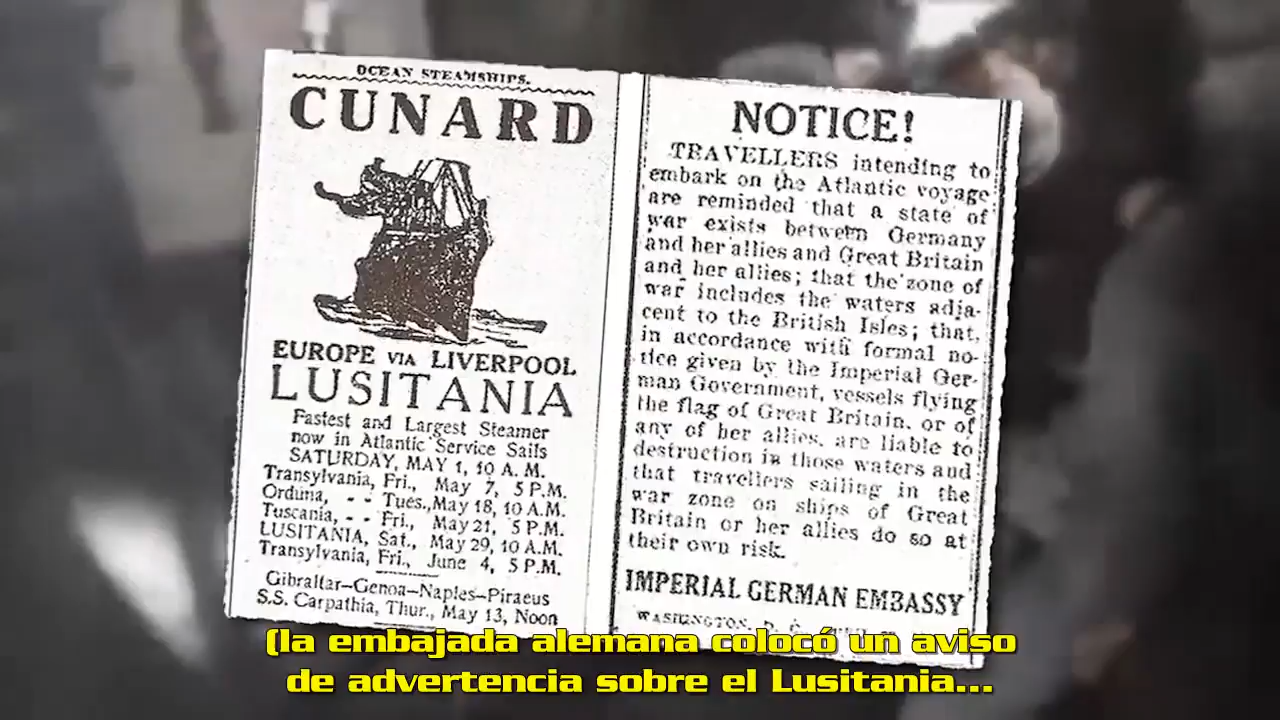 OCEAN STEAMSHIPS.
CUNARD
EUROPE VIA LIVERPOOL
LUSITANIA
Fastest and Largest Steamer
now in Atlantic Service Sails
SATURDAY, MAY 1, 10 A. M.
Transylvania, Fri., May 7, 5 P.M.
Orduna, - - Tues., May 18, 10 A.M.
Tuscania, - - Fri., May 21, 5 P.M.
LUSITANIA, Sat., May 29, 10 A.M.
Transylvania, Fri., June 4, 5 P.M.
Gibraltar–Genoa–Naples–Piraeus
S.S. Carpathia, Thur., May 13, Noon
NOTICE!
TRAVELLERS intending to
embark on the Atlantic voyage
are reminded that a state of
war exists between Germany
and her allies and Great Britain
and her allies; that the zone of
war includes the waters adja-
cent to the British Isles; that,
in accordance with formal no-
tice given by the Imperial Ger-
man Government, vessels flying
the flag of Great Britain, or of
any of her allies, are liable to
destruction in those waters and
that travellers sailing in the
war zone on ships of Great
Britain or her allies do so at
their own risk.
IMPERIAL GERMAN EMBASSY
WASHINGTON, D. C.
(la embajada alemana colocó un aviso
de advertencia sobre el Lusitania...